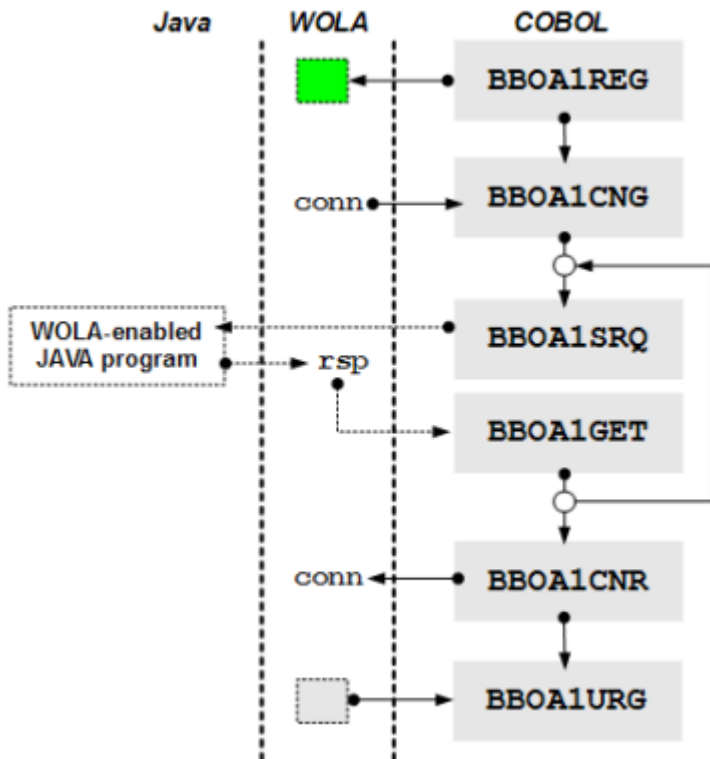 Java WOLA COBOL
BBOA1REG
conn BBOA1CNG
WOLA-enabled
JAVA program
BBOA1SRQ
rsp
BBOA1GET
conn BBOA1CNR
BBOA1URG